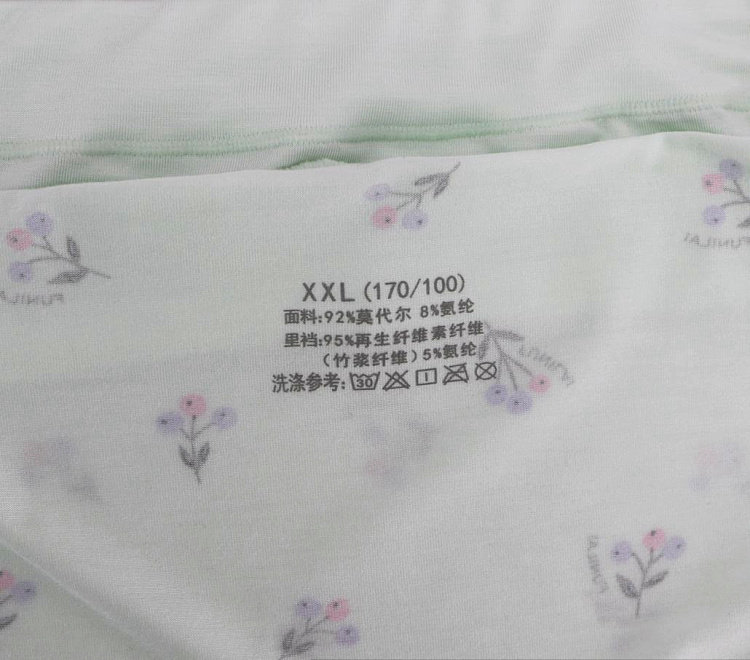 XXL(170/100)
面料:92%莫代尔 8%氨纶
里裆:95%再生纤维素纤维
(竹浆纤维)5%氨纶
洗涤参考: 30